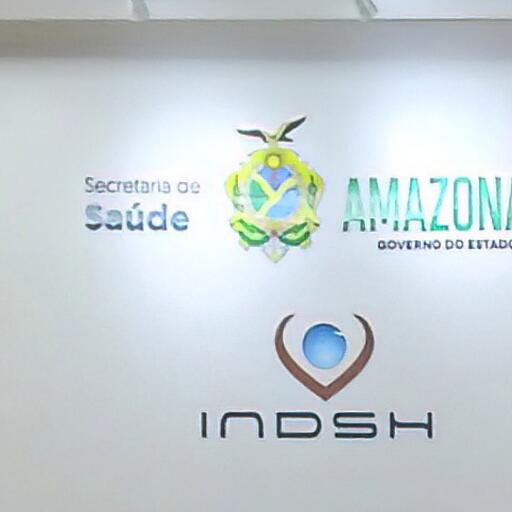 Secretaria de
Saúde
AMAZONA
GOVERNO DO ESTADO
INDSH